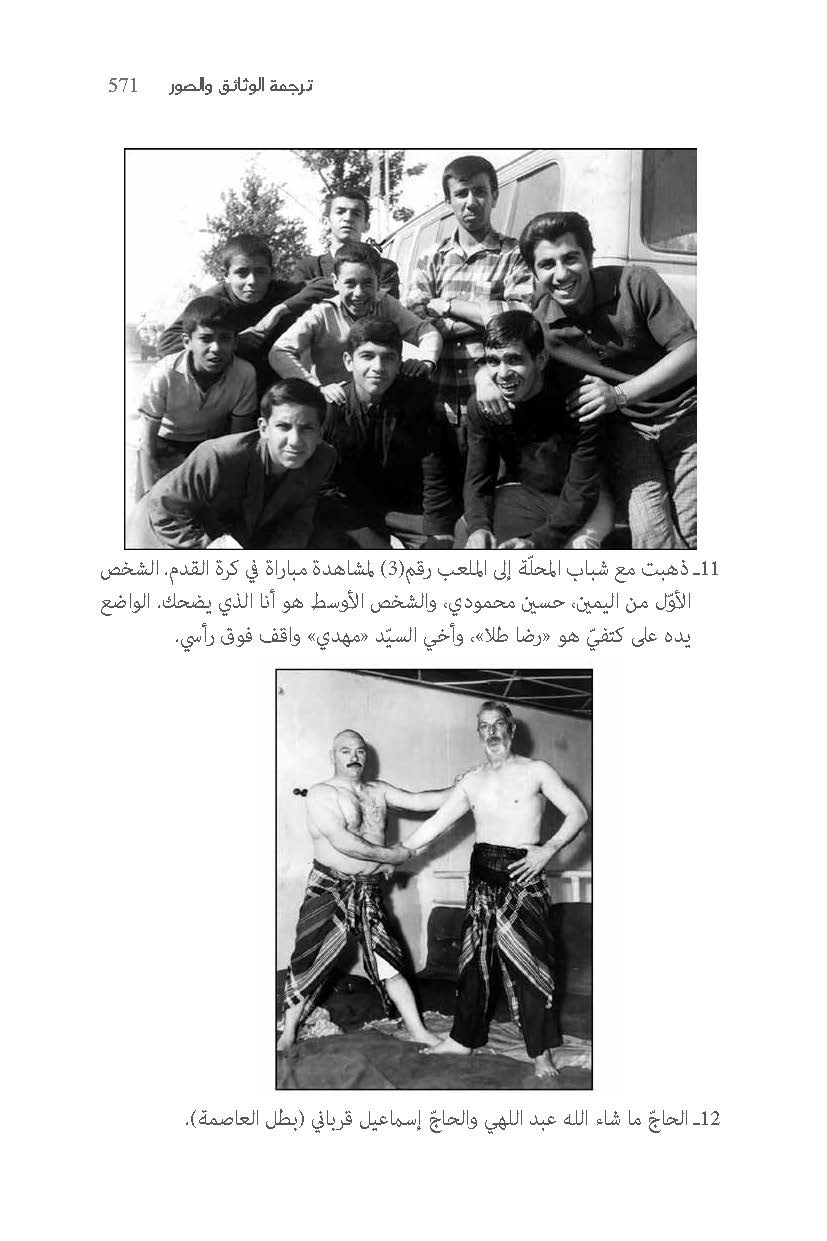 ترجمة الوثائق والصور 571
11ـ ذهبت مع شباب المحلّة إلى الملعب رقم(3) لمشاهدة مباراة في كرة القدم. الشخص
الأوّل من اليمين، حسين محمودي، والشخص الأوسط هو أنا الذي يضحك. الواضع
يده على كتفيّ هو «رضا طلا»، وأخي السيّد «مهدي» واقف فوق رأسي.
12ـ الحاجّ ما شاء الله عبد اللهي والحاجّ إسماعيل قرباني (بطل العاصمة).